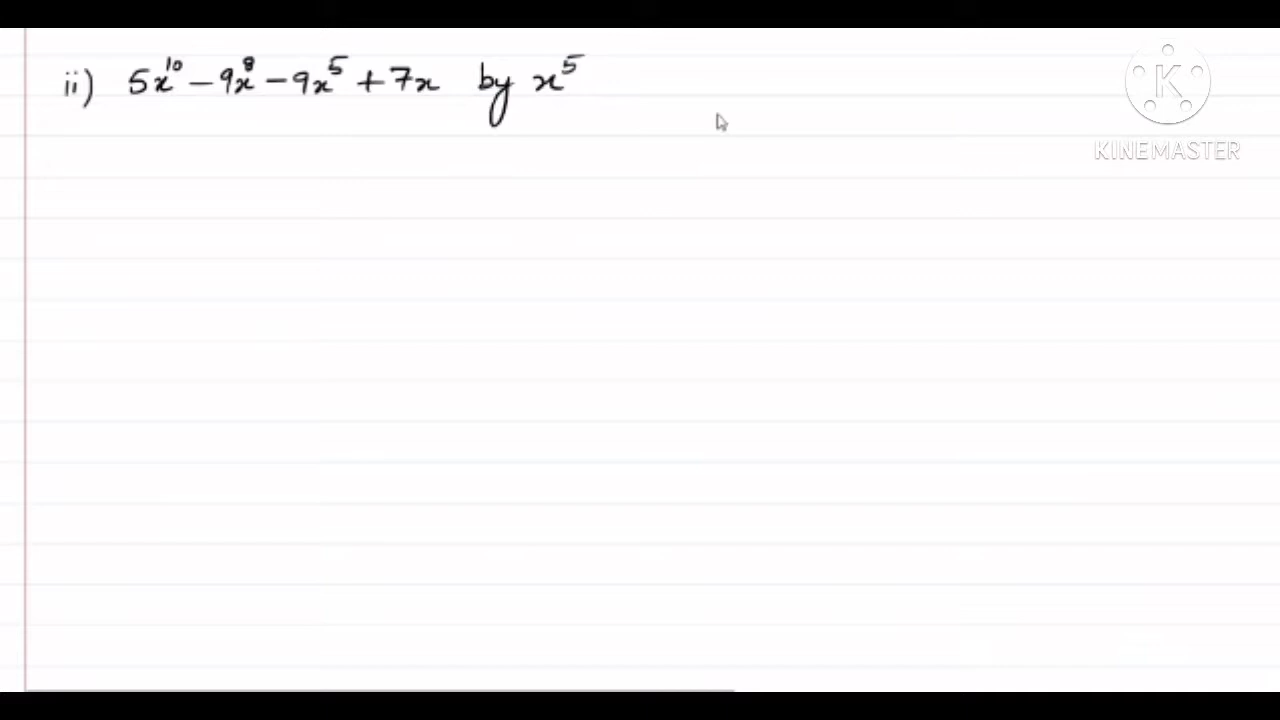 ii) 5x¹⁰ – 9x⁸ – 9x⁵ + 7x by x⁵
K
KINEMASTER